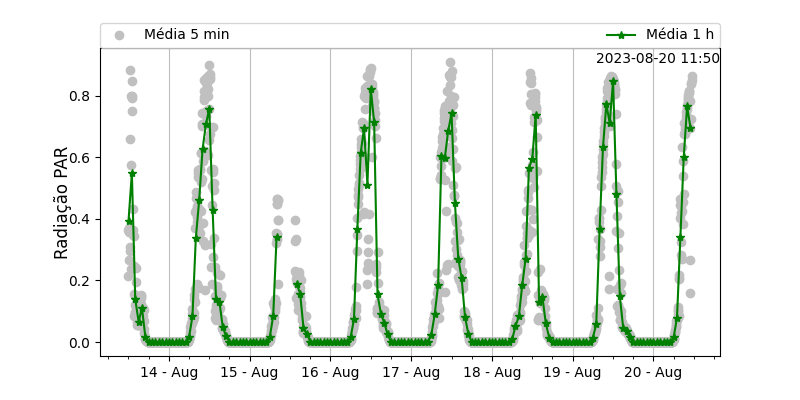 Média 5 min
Média 1 h
2023-08-20 11:50
Radiação PAR
0.8
0.6
0.4
0.2
0.0
14 - Aug
15 - Aug
16 - Aug
17 - Aug
18 - Aug
19 - Aug
20 - Aug